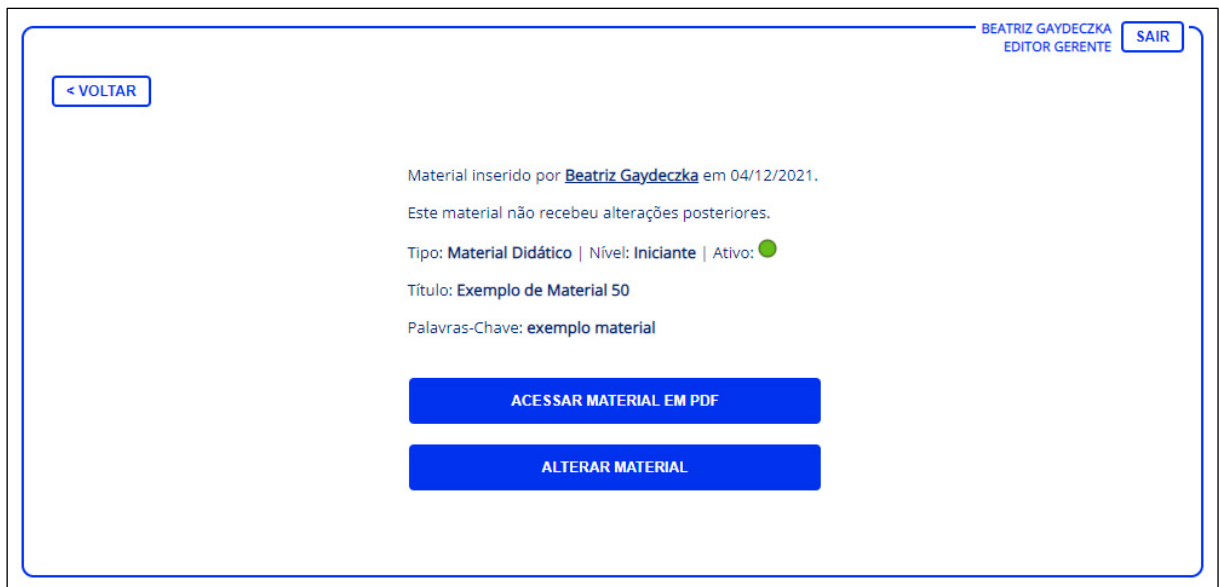 BEATRIZ GAYDECZKA
EDITOR GERENTE
SAIR
< VOLTAR
Material inserido por Beatriz Gaydeczka em 04/12/2021.
Este material não recebeu alterações posteriores.
Tipo: Material Didático | Nível: Iniciante | Ativo:
Título: Exemplo de Material 50
Palavras-Chave: exemplo material
ACESSAR MATERIAL EM PDF
ALTERAR MATERIAL